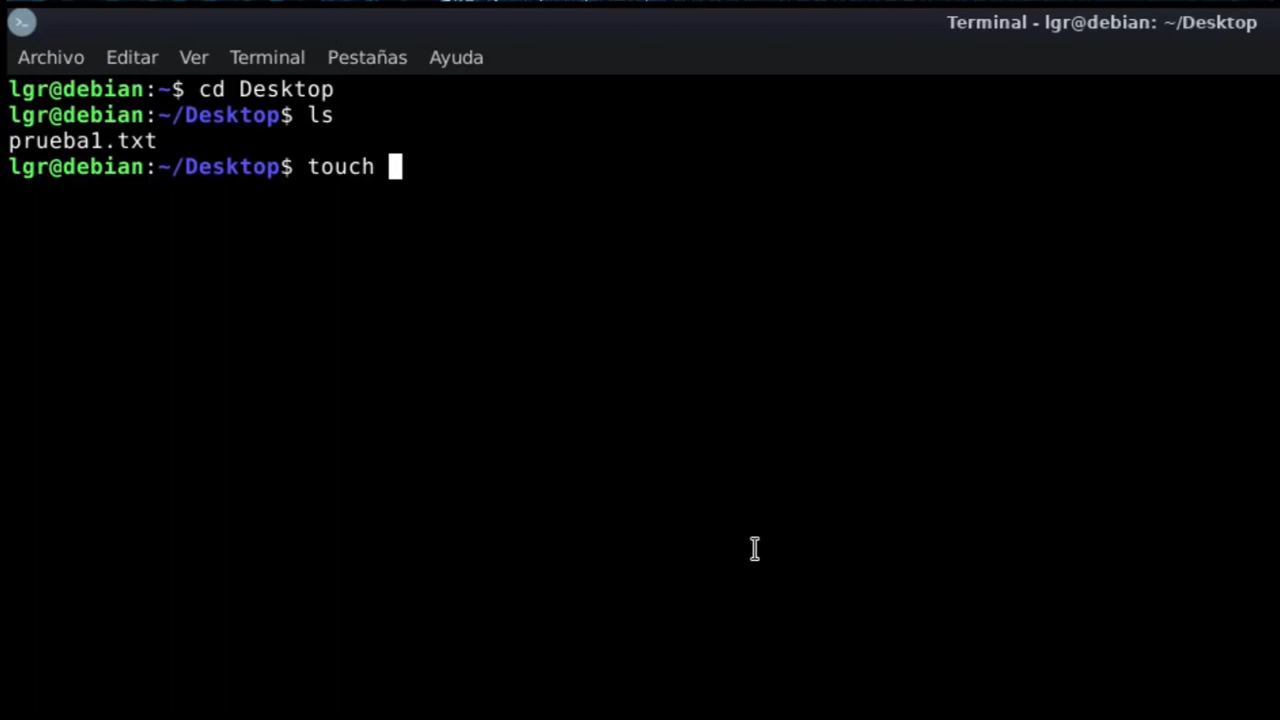 Terminal - lgr@debian: ~/Desktop
Archivo Editar Ver Terminal Pestañas Ayuda
lgr@debian:~$ cd Desktop
lgr@debian:~/Desktop$ ls
prueba1.txt
lgr@debian:~/Desktop$ touch